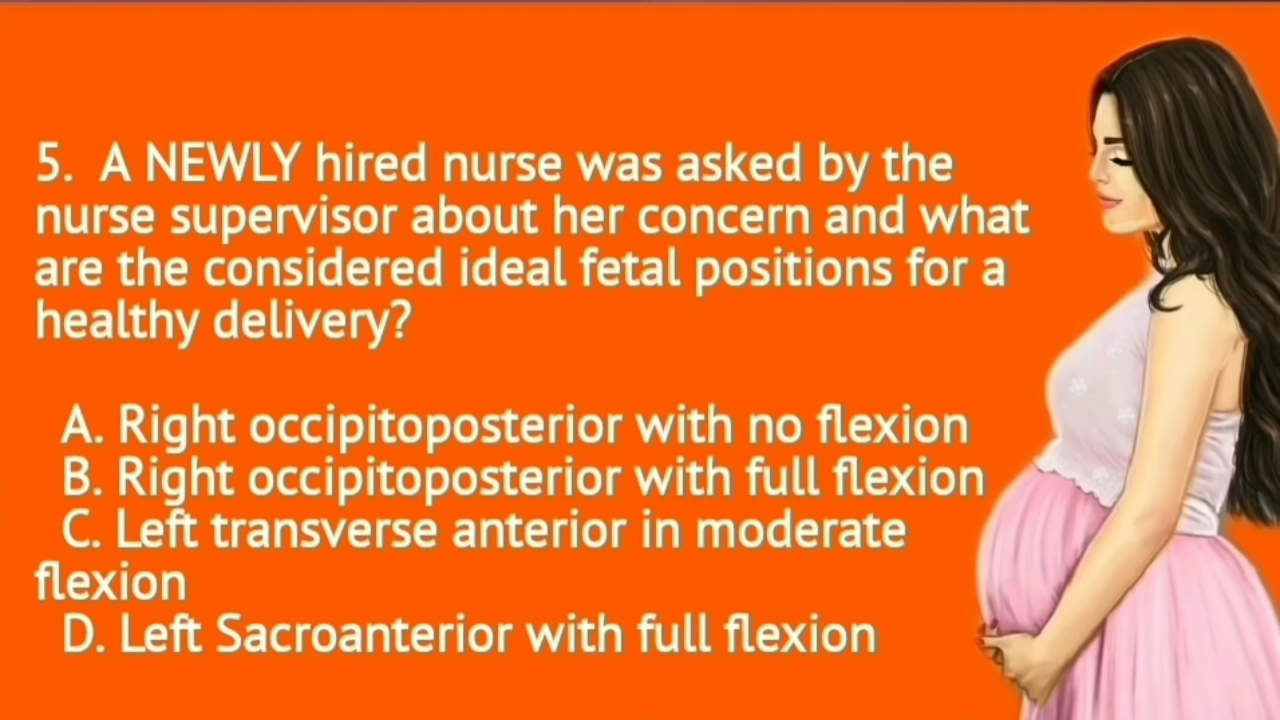 5. A NEWLY hired nurse was asked by the
nurse supervisor about her concern and what
are the considered ideal fetal positions for a
healthy delivery?
A. Right occipitoposterior with no flexion
B. Right occipitoposterior with full flexion
C. Left transverse anterior in moderate
flexion
D. Left Sacroanterior with full flexion